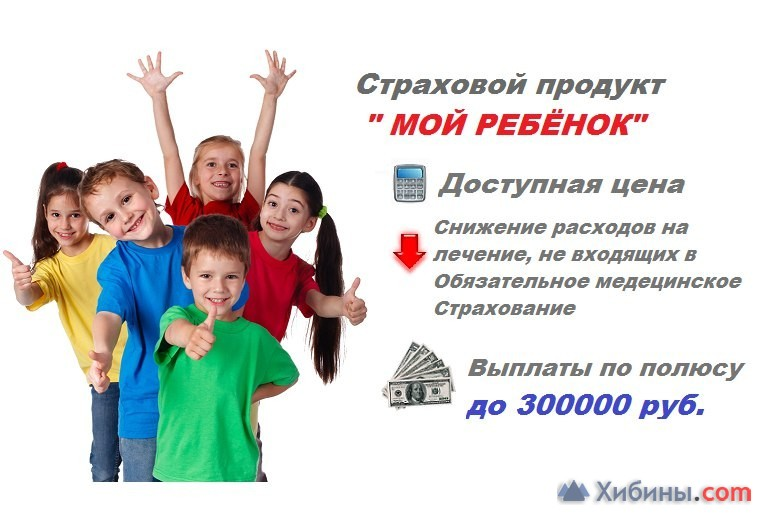 Страховой продукт
" МОЙ РЕБЁНОК"
Доступная цена
Снижение расходов на
лечение, не входящих в
Обязательное медецинское
Страхование
Выплаты по полюсу
до 300000 руб.
Хибины.com